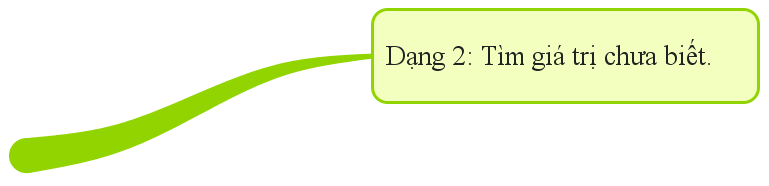 Dạng 2: Tìm giá trị chưa biết.